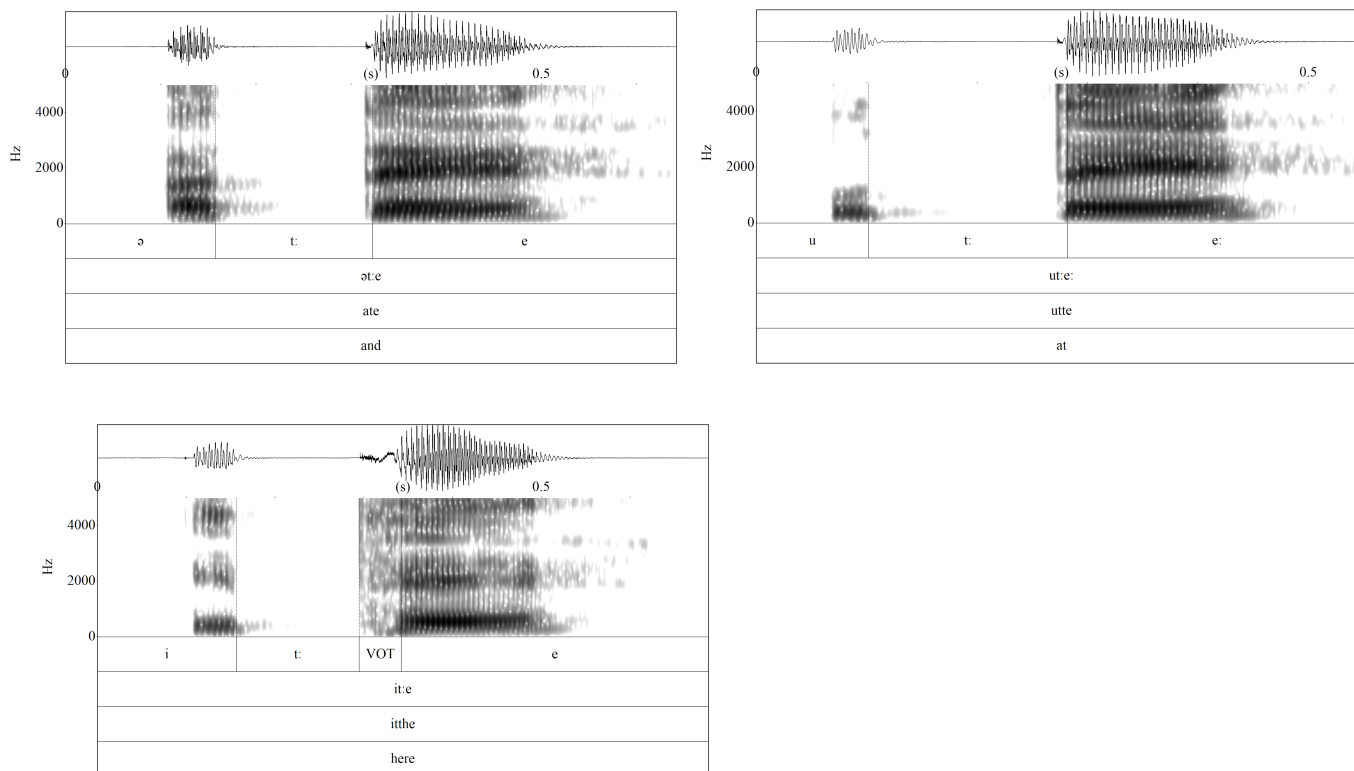 0 (s) 0.5
4000
Hz
2000
0
ə t: e
ət:e
ate
and
0 (s) 0.5
4000
Hz
2000
0
u t: e:
ut:e:
utte
at
0 (s) 0.5
4000
Hz
2000
0
i t: VOT e
it:e
itthe
here